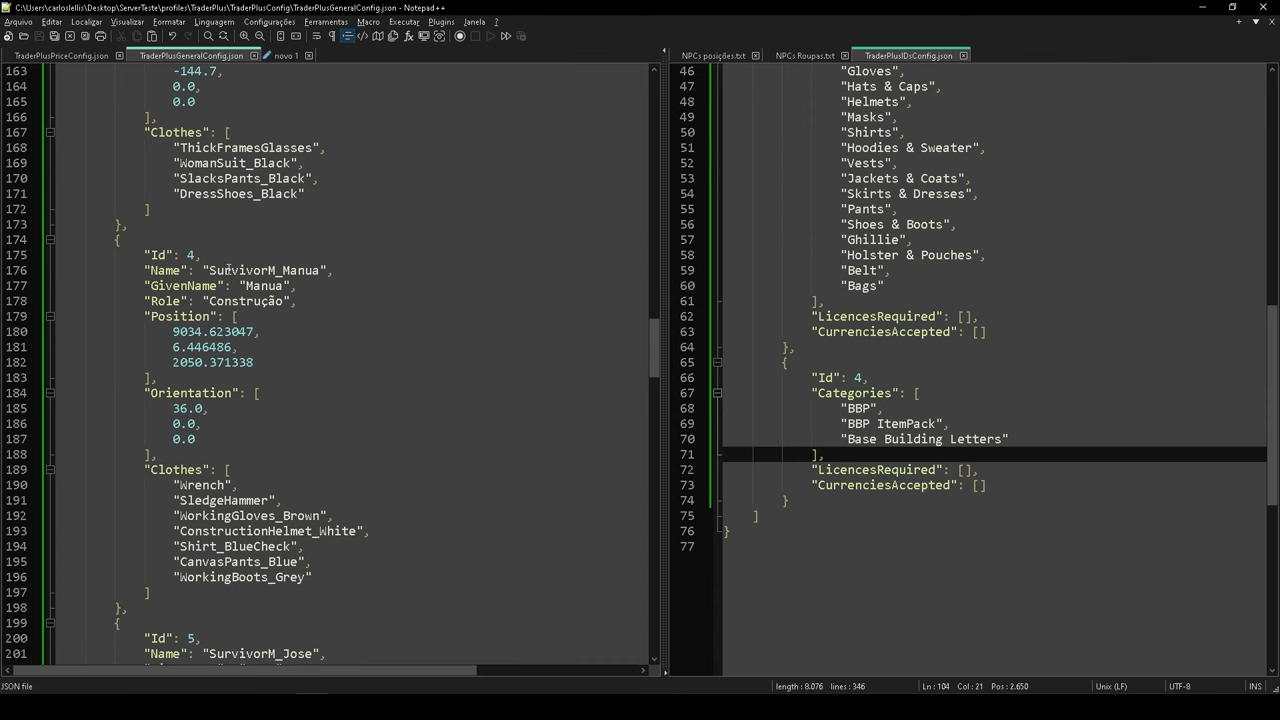 C:\Users\carloslellis\Desktop\ServerTeste\profiles\TraderPlus\TraderPlusConfig\TraderPlusGeneralConfig.json - Notepad++
Arquivo Editar Localizar Visualizar Formatar Linguagem Configurações Ferramentas Macro Executar Plugins Janela ?
TraderPlusPriceConfig.json TraderPlusGeneralConfig.json novo 1
163 -144.7,
164 0.0,
165 0.0
166 ],
167 "Clothes": [
168 "ThickFramesGlasses",
169 "WomanSuit_Black",
170 "SlacksPants_Black",
171 "DressShoes_Black"
172 ]
173 },
174 {
175 "Id": 4,
176 "Name": "SurvivorM_Manua",
177 "GivenName": "Manua",
178 "Role": "Construção",
179 "Position": [
180 9034.623047,
181 6.446486,
182 2050.371338
183 ],
184 "Orientation": [
185 36.0,
186 0.0,
187 0.0
188 ],
189 "Clothes": [
190 "Wrench",
191 "SledgeHammer",
192 "WorkingGloves_Brown",
193 "ConstructionHelmet_White",
194 "Shirt_BlueCheck",
195 "CanvasPants_Blue",
196 "WorkingBoots_Grey"
197 ]
198 },
199 {
200 "Id": 5,
201 "Name": "SurvivorM_Jose",
NPCs posições.txt NPCs Roupas.txt TraderPlusIDsConfig.json
46 "Gloves",
47 "Hats & Caps",
48 "Helmets",
49 "Masks",
50 "Shirts",
51 "Hoodies & Sweater",
52 "Vests",
53 "Jackets & Coats",
54 "Skirts & Dresses",
55 "Pants",
56 "Shoes & Boots",
57 "Ghillie",
58 "Holster & Pouches",
59 "Belt",
60 "Bags"
61 ],
62 "LicencesRequired": [],
63 "CurrenciesAccepted": []
64 },
65 {
66 "Id": 4,
67 "Categories": [
68 "BBP",
69 "BBP ItemPack",
70 "Base Building Letters"
71 ],
72 "LicencesRequired": [],
73 "CurrenciesAccepted": []
74 }
75 ]
76 }
77
JSON file length : 8.076 lines : 346 Ln : 104 Col : 21 Pos : 2.650 Unix (LF) UTF-8 INS